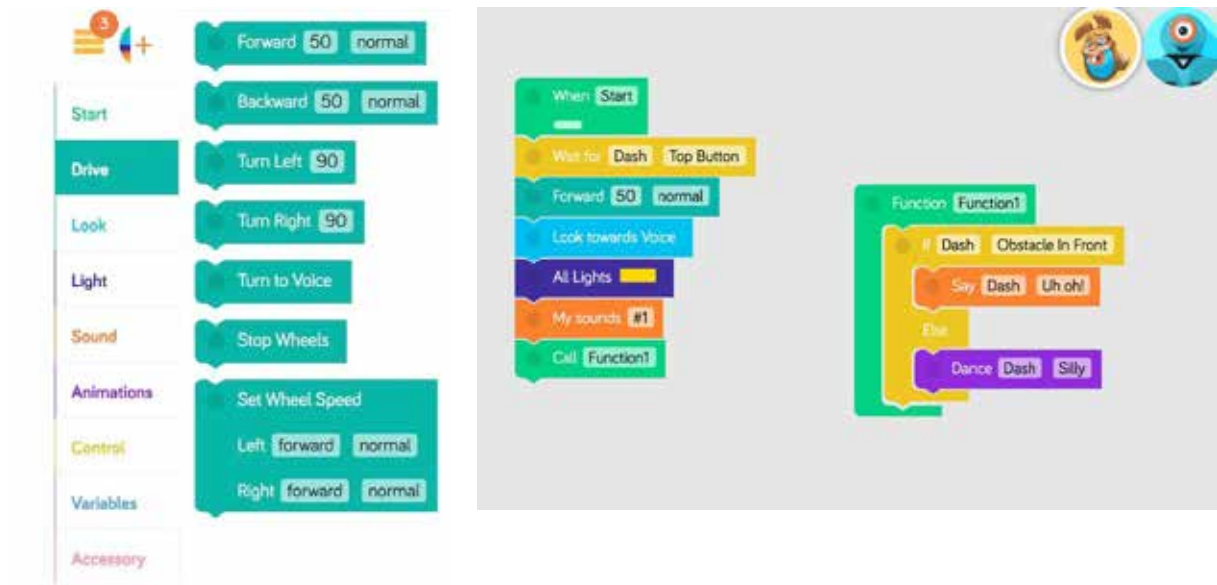 3
Start
Drive
Look
Light
Sound
Animations
Control
Variables
Accessory
Forward 50 normal
Backward 50 normal
Turn Left 90
Turn Right 90
Turn to Voice
Stop Wheels
Set Wheel Speed
Left forward normal
Right forward normal
When Start
Wait for Dash Top Button
Forward 50 normal
Look towards Voice
All Lights
My sounds #1
Call Function1
Function Function1
If Dash Obstacle In Front
Say Dash Uh oh!
Else
Dance Dash Silly